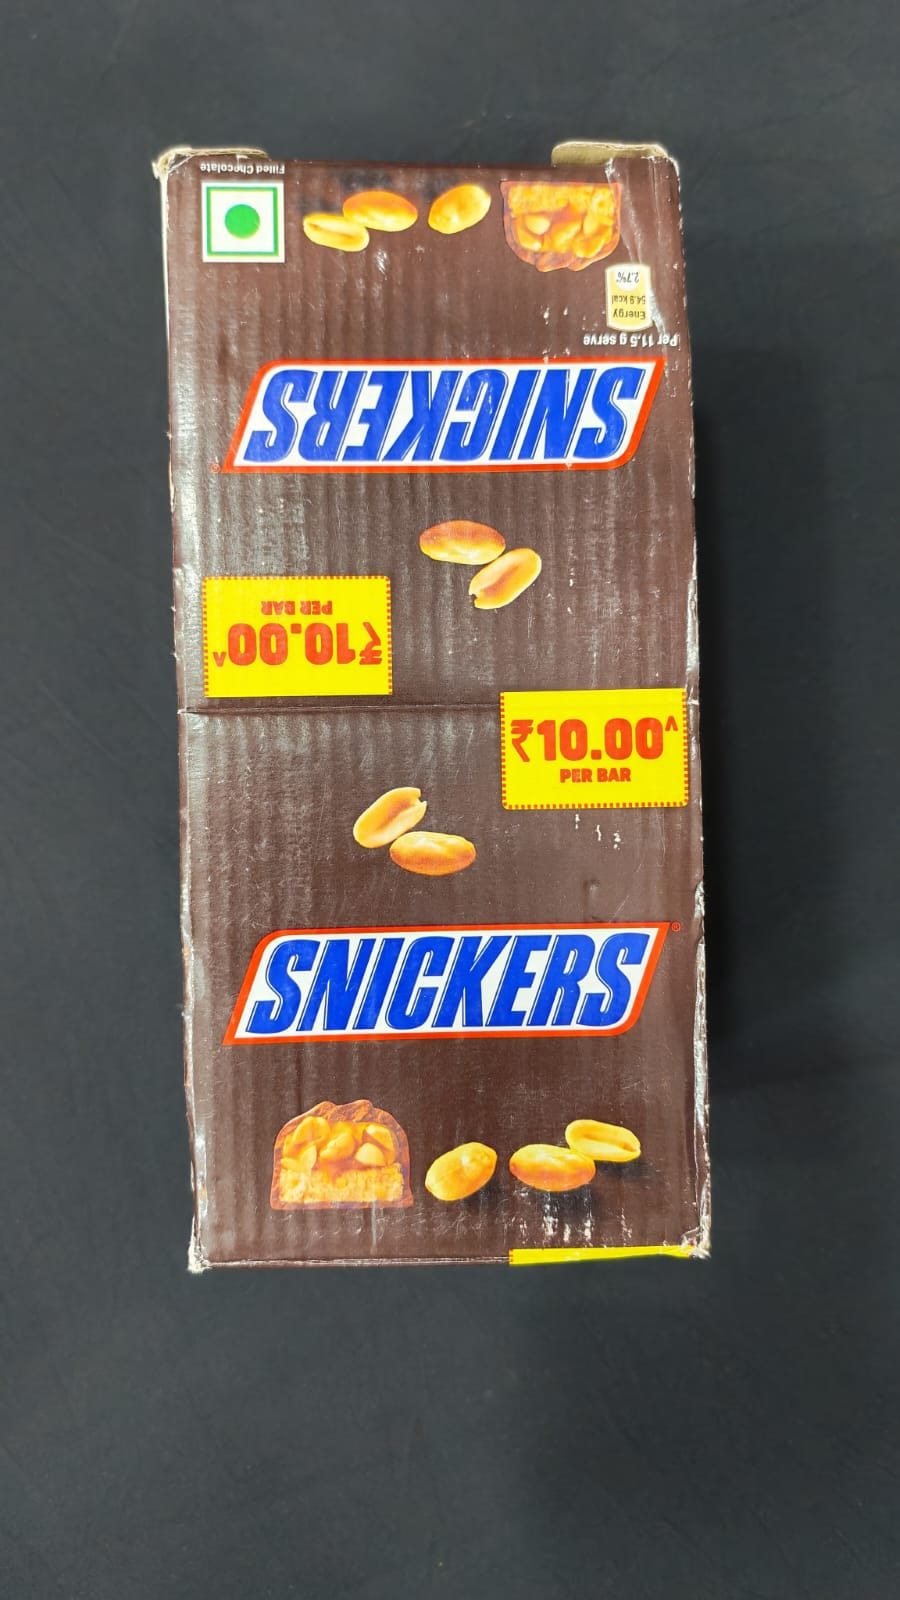 Filled Chocolate
2.7%*
54.9 kcal
Energy
Per 11.5 g serve
SNICKERS
®
PER BAR
₹10.00^
₹10.00^
PER BAR
SNICKERS
®